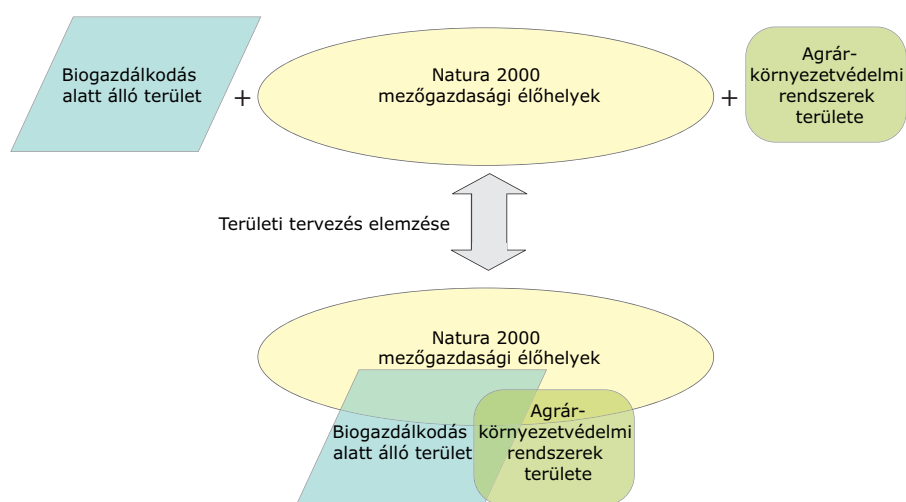 Biogazdálkodás
alatt álló terület
+
Natura 2000
mezőgazdasági élőhelyek
+
Agrár-
környezetvédelmi
rendszerek
területe
Területi tervezés elemzése
Natura 2000
mezőgazdasági élőhelyek
Biogazdálkodás
alatt álló terület
Agrár-
környezetvédelmi
rendszerek
területe